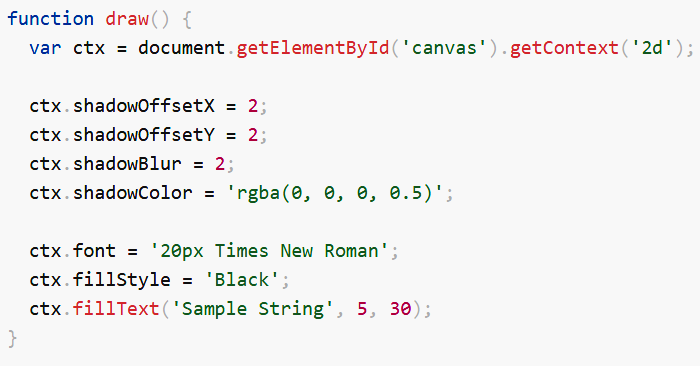 function draw() {
  var ctx = document.getElementById('canvas').getContext('2d');

  ctx.shadowOffsetX = 2;
  ctx.shadowOffsetY = 2;
  ctx.shadowBlur = 2;
  ctx.shadowColor = 'rgba(0, 0, 0, 0.5)';

  ctx.font = '20px Times New Roman';
  ctx.fillStyle = 'Black';
  ctx.fillText('Sample String', 5, 30);
}